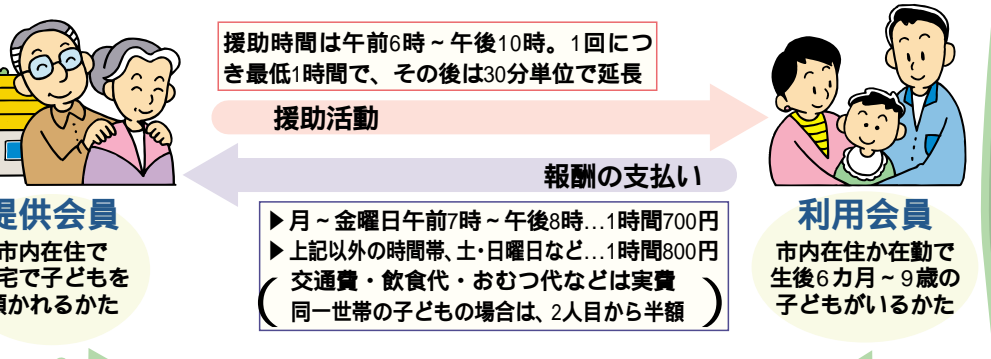 援助時間は午前6時～午後10時。1回につ
き最低1時間で、その後は30分単位で延長
援助活動
報酬の支払い
提供会員
市内在住で
宅で子どもを
預かれるかた
▶月～金曜日午前7時～午後8時…1時間700円
▶上記以外の時間帯、土・日曜日など…1時間800円
(交通費・飲食代・おむつ代などは実費
同一世帯の子どもの場合は、2人目から半額)
利用会員
市内在住か在勤で
生後6カ月～9歳の
子どもがいるかた